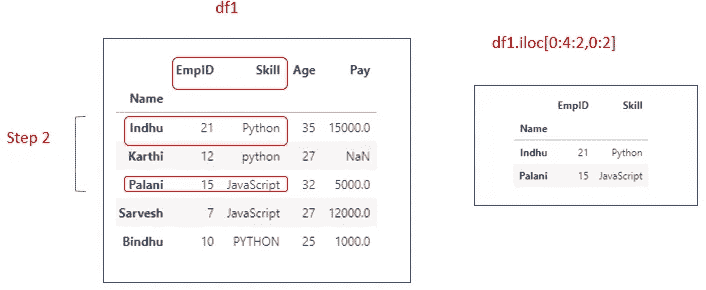 df1
EmpID Skill Age Pay
Name
Indhu 21 Python 35 15000.0
Karthi 12 python 27 NaN
Palani 15 JavaScript 32 5000.0
Sarvesh 7 JavaScript 27 12000.0
Bindhu 10 PYTHON 25 1000.0
Step 2
df1.iloc[0:4:2,0:2]
EmpID Skill
Name
Indhu 21 Python
Palani 15 JavaScript